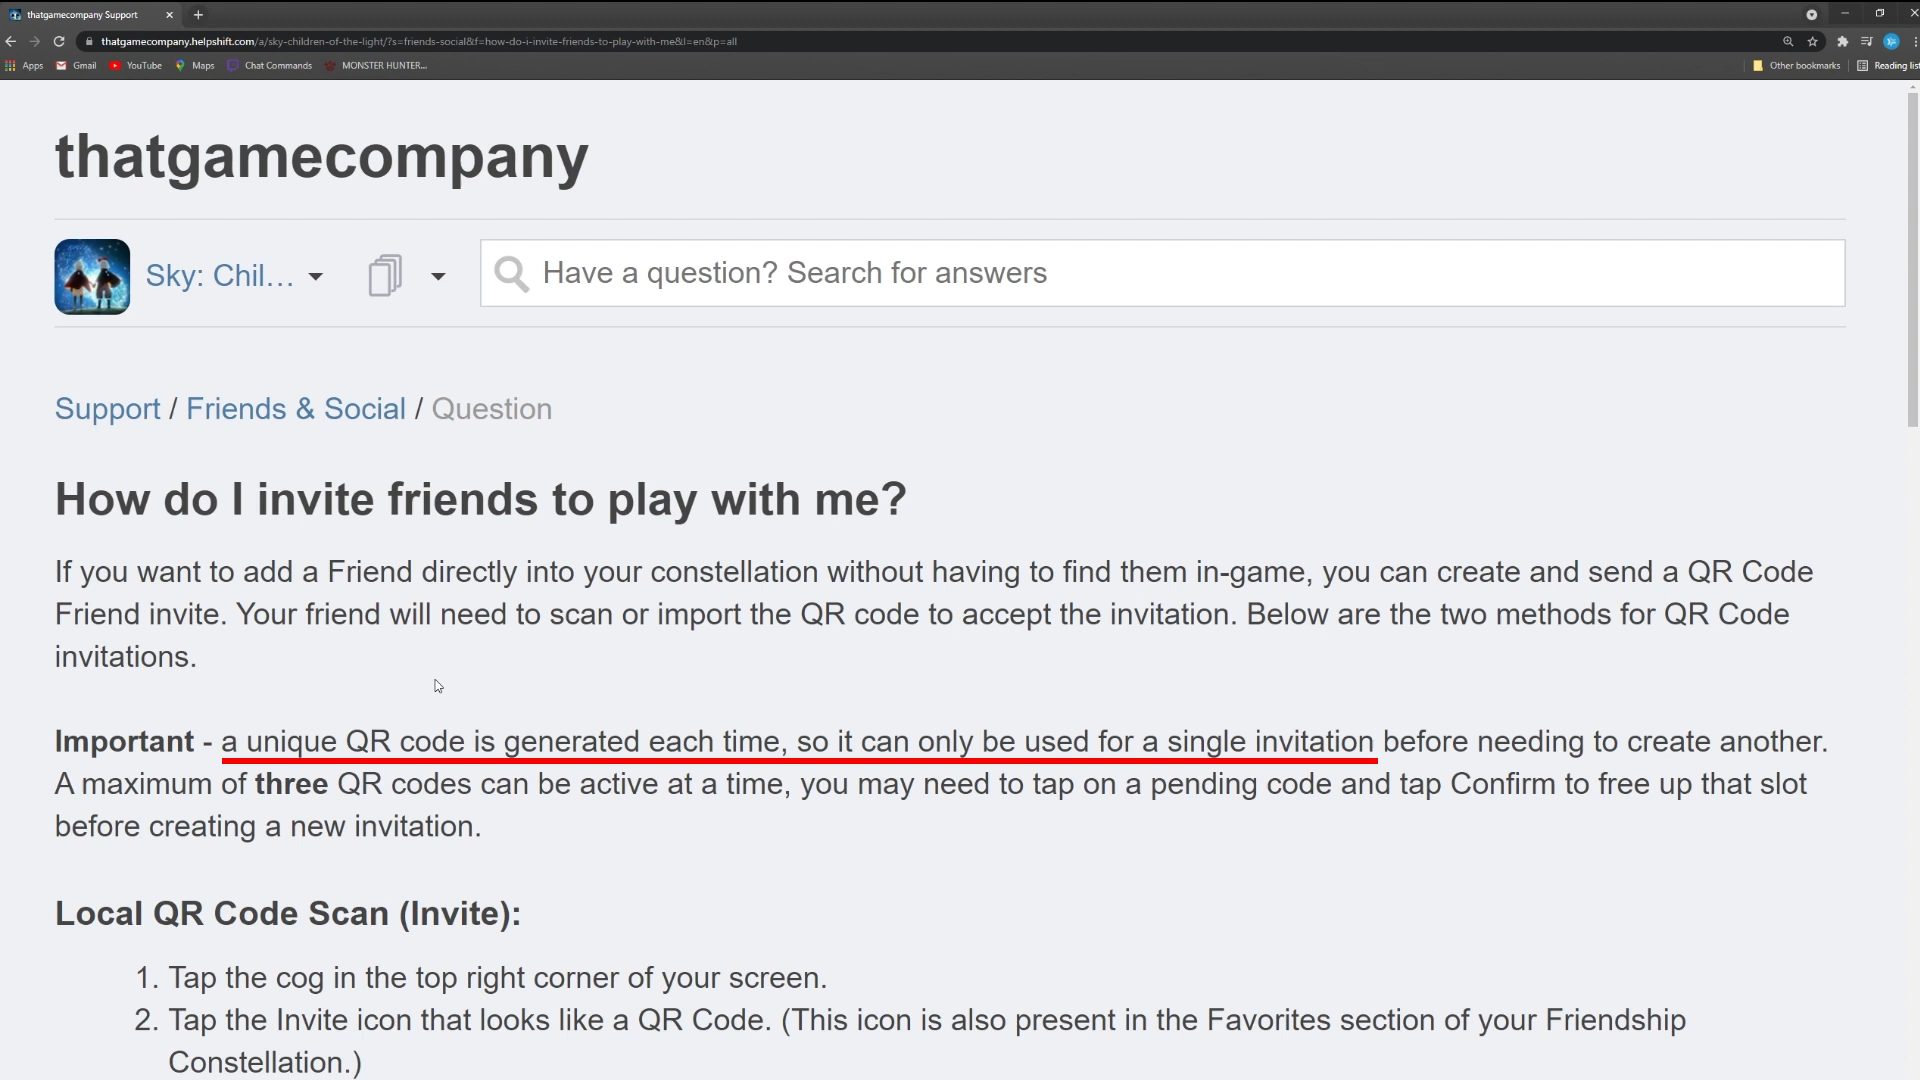 thatgamecompany Support
thatgamecompany.helpshift.com/a/sky-children-of-the-light/?s=friends-social&f=how-do-i-invite-friends-to-play-with-me&l=en&p=all
Apps Gmail YouTube Maps Chat Commands MONSTER HUNTER... Other bookmarks Reading list
thatgamecompany
Sky: Chil... Have a question? Search for answers
Support / Friends & Social / Question
How do I invite friends to play with me?
If you want to add a Friend directly into your constellation without having to find them in-game, you can create and send a QR Code
Friend invite. Your friend will need to scan or import the QR code to accept the invitation. Below are the two methods for QR Code
invitations.
Important - a unique QR code is generated each time, so it can only be used for a single invitation before needing to create another.
A maximum of three QR codes can be active at a time, you may need to tap on a pending code and tap Confirm to free up that slot
before creating a new invitation.
Local QR Code Scan (Invite):
1. Tap the cog in the top right corner of your screen.
2. Tap the Invite icon that looks like a QR Code. (This icon is also present in the Favorites section of your Friendship
Constellation.)